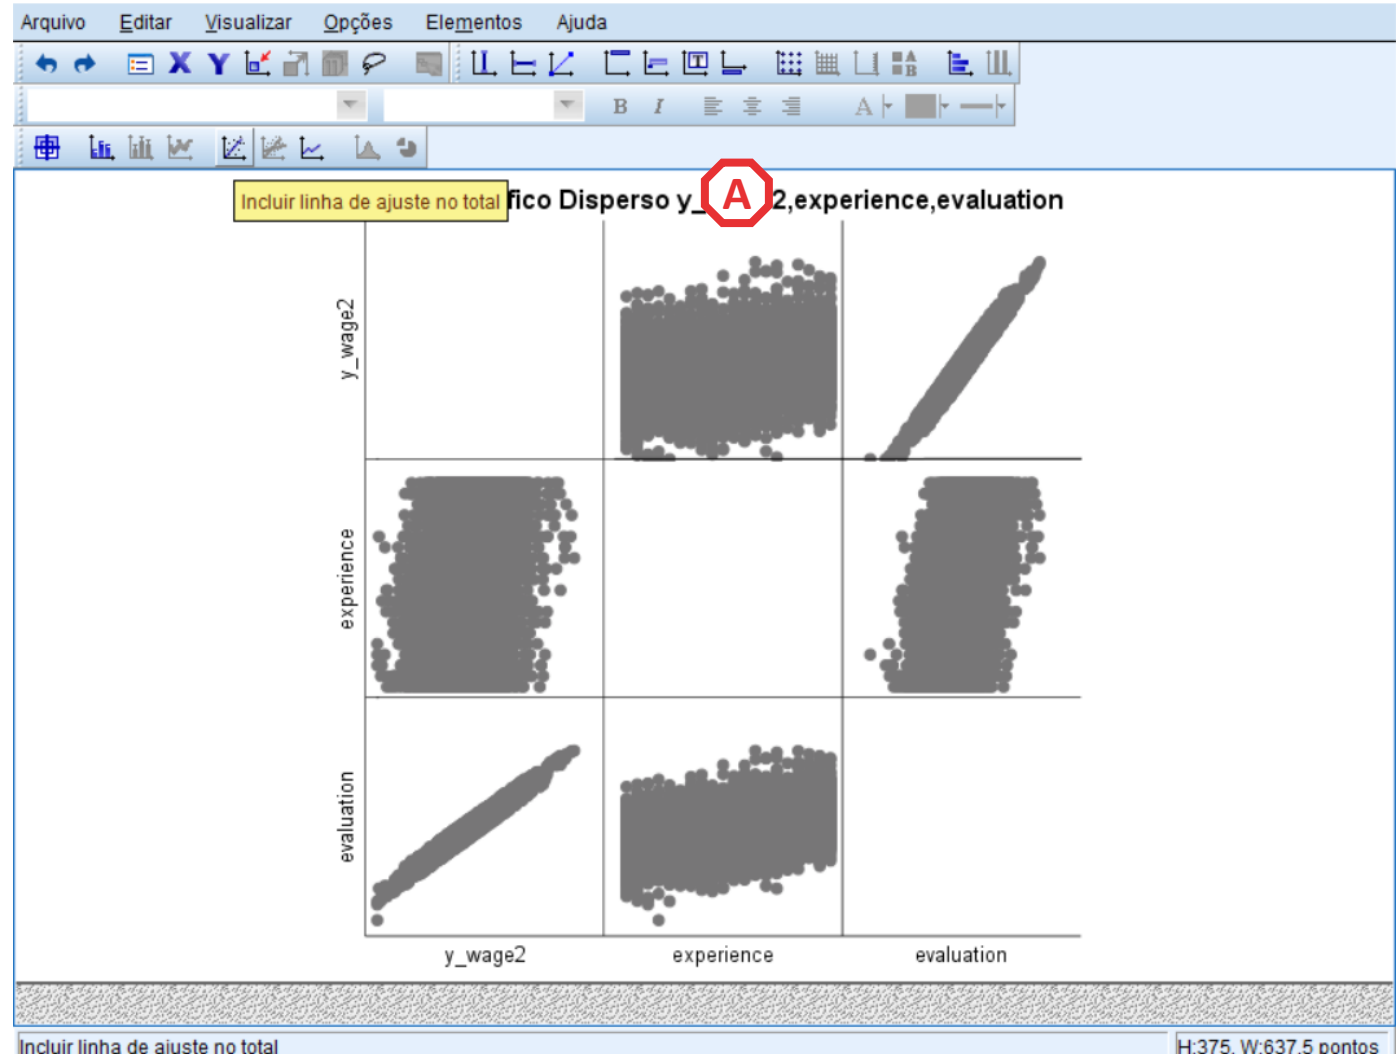 Arquivo Editar Visualizar Opções Elementos Ajuda
B I A
Incluir linha de ajuste no total
fico Disperso y_ A 2,experience,evaluation
y_wage2
experience
evaluation
y_wage2 experience evaluation
Incluir linha de ajuste no total H:375, W:637,5 pontos